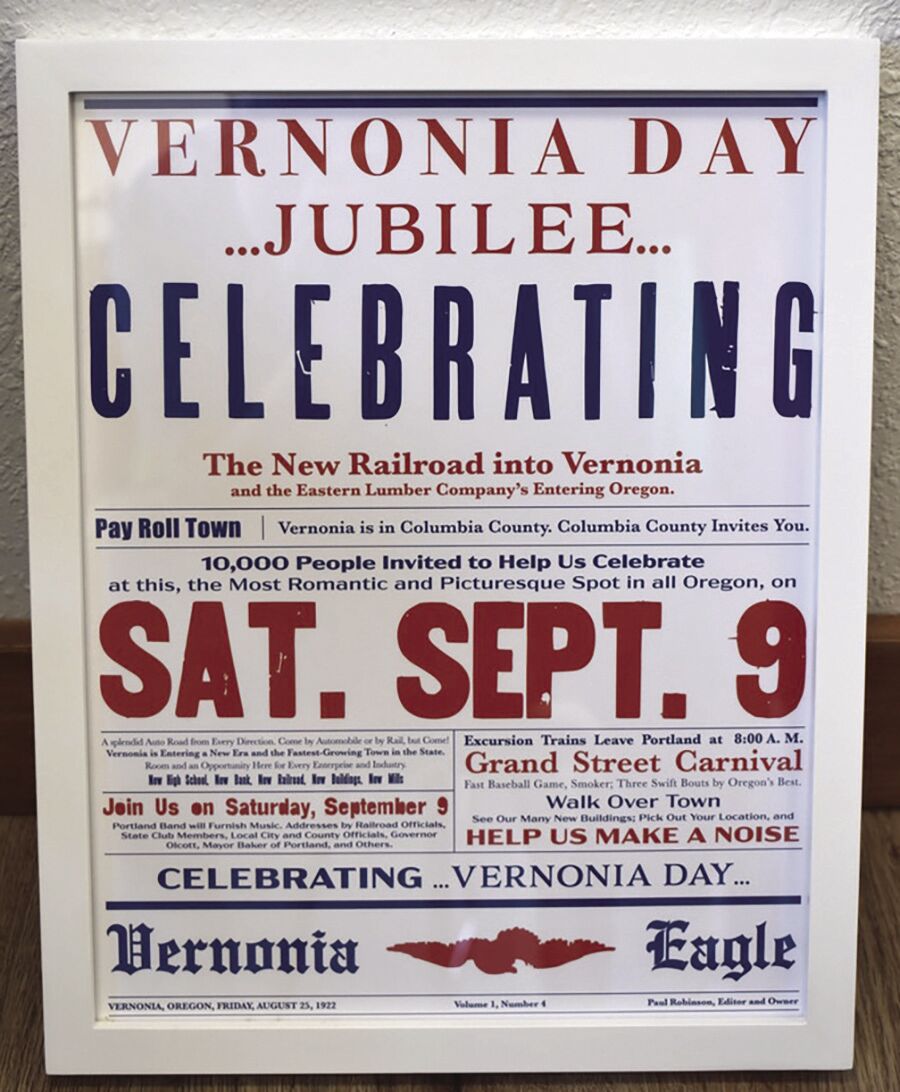 VERNONIA DAY
...JUBILEE...
CELEBRATING
The New Railroad into Vernonia
and the Eastern Lumber Company's Entering Oregon.
Pay Roll Town | Vernonia is in Columbia County. Columbia County Invites You.
10,000 People Invited to Help Us Celebrate
at this, the Most Romantic and Picturesque Spot in all Oregon, on
SAT. SEPT. 9
A splendid Auto Road from Every Direction. Come by Automobile or by Rail, but Come!
Vernonia is Entering a New Era and the Fastest-Growing Town in the State.
Room and an Opportunity Here for Every Enterprise and Industry.
New High School, New Bank, New Railroad, New Buildings, New Mills
Join Us on Saturday, September 9
Portland Band will Furnish Music. Addresses by Railroad Officials,
State Club Members, Local City and County Officials, Governor
Olcott, Mayor Baker of Portland, and Others.
Excursion Trains Leave Portland at 8:00 A. M.
Grand Street Carnival
Fast Baseball Game, Smoker; Three Swift Bouts by Oregon's Best.
Walk Over Town
See Our Many New Buildings; Pick Out Your Location, and
HELP US MAKE A NOISE
CELEBRATING ...VERNONIA DAY...
Vernonia Eagle
VERNONIA, OREGON, FRIDAY, AUGUST 25, 1922
Volume 1, Number 4
Paul Robinson, Editor and Owner